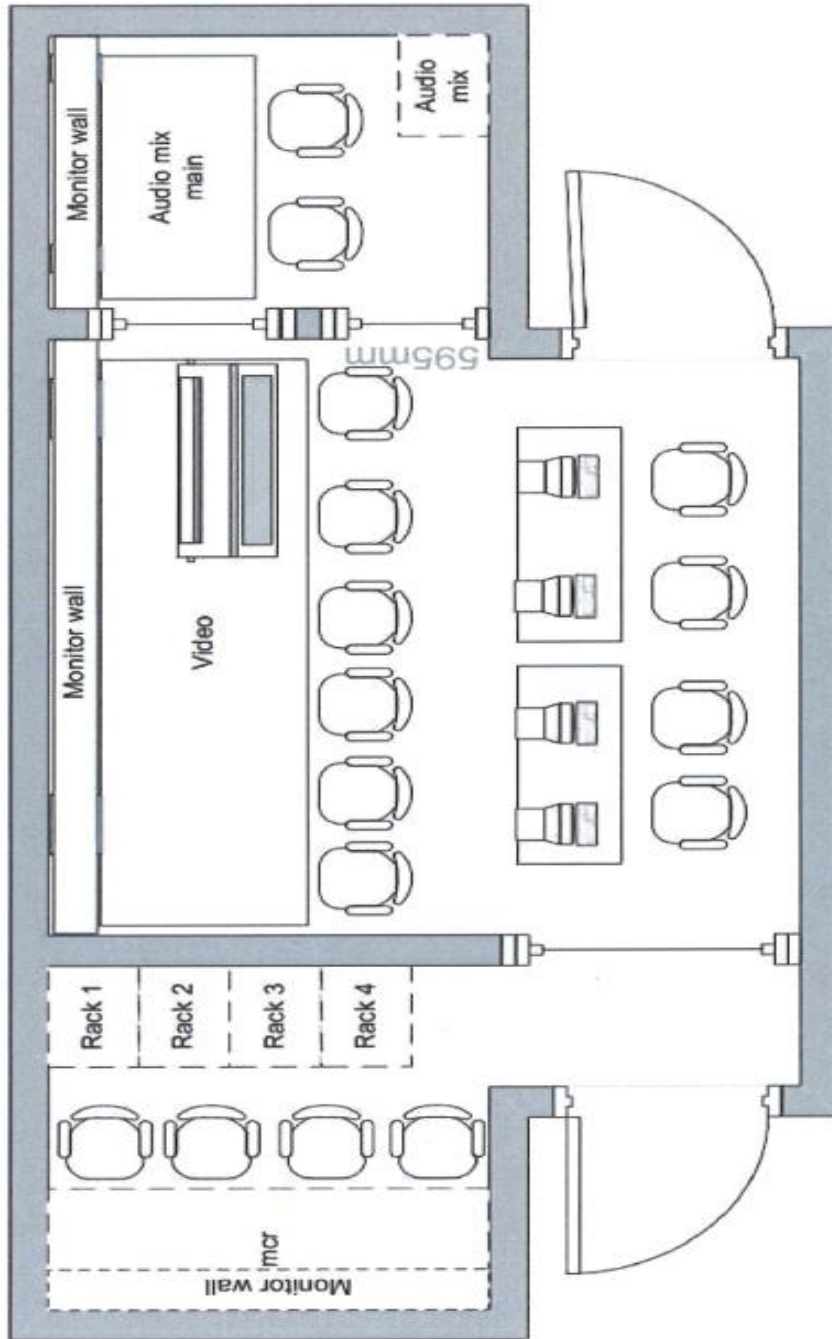 Monitor wall
Audio mix
main
Audio
mix
595mm
Monitor wall
Video
Rack 1
Rack 2
Rack 3
Rack 4
mcr
Monitor wall